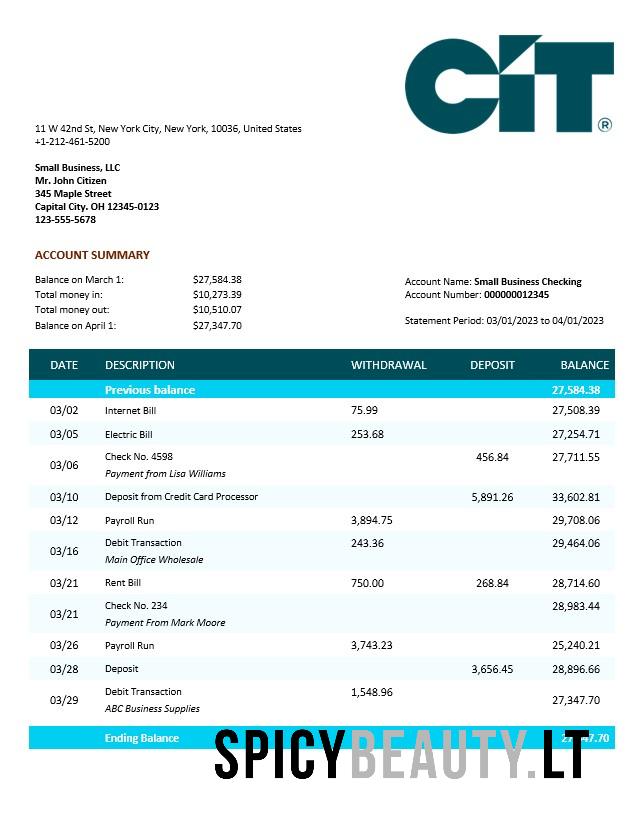 CIT®
11 W 42nd St, New York City, New York, 10036, United States
+1-212-461-5200
Small Business, LLC
Mr. John Citizen
345 Maple Street
Capital City. OH 12345-0123
123-555-5678
ACCOUNT SUMMARY
Balance on March 1: $27,584.38
Total money in: $10,273.39
Total money out: $10,510.07
Balance on April 1: $27,347.70
Account Name: Small Business Checking
Account Number: 000000012345
Statement Period: 03/01/2023 to 04/01/2023
DATE DESCRIPTION WITHDRAWAL DEPOSIT BALANCE
Previous balance 27,584.38
03/02 Internet Bill 75.99 27,508.39
03/05 Electric Bill 253.68 27,254.71
03/06 Check No. 4598 456.84 27,711.55
Payment from Lisa Williams
03/10 Deposit from Credit Card Processor 5,891.26 33,602.81
03/12 Payroll Run 3,894.75 29,708.06
03/16 Debit Transaction 243.36 29,464.06
Main Office Wholesale
03/21 Rent Bill 750.00 268.84 28,714.60
03/21 Check No. 234 28,983.44
Payment From Mark Moore
03/26 Payroll Run 3,743.23 25,240.21
03/28 Deposit 3,656.45 28,896.66
03/29 Debit Transaction 1,548.96 27,347.70
ABC Business Supplies
Ending Balance
SPICYBEAUTY.LT